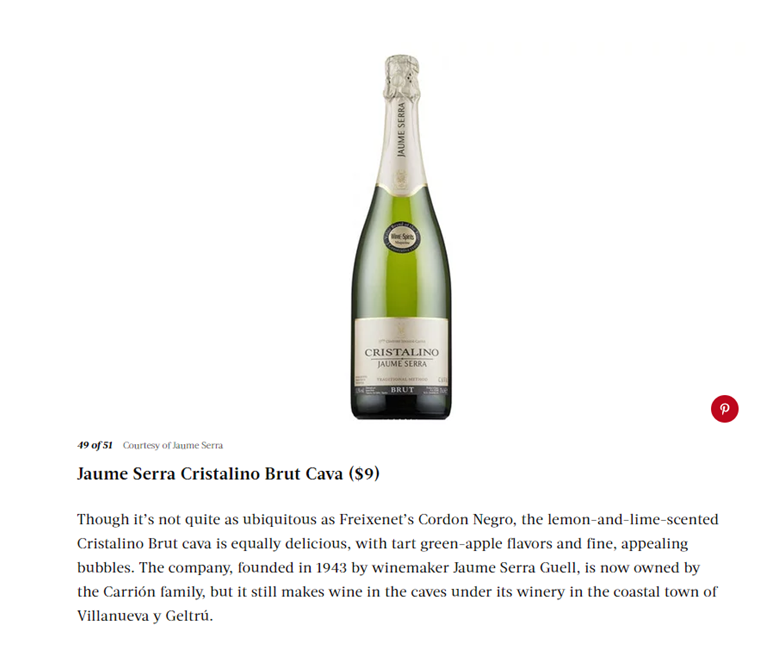 JAUME SERRA
Wine & Spirits
CRISTALINO
JAUME SERRA
TRADITIONAL METHOD
BRUT
49 of 51 Courtesy of Jaume Serra
Jaume Serra Cristalino Brut Cava ($9)
Though it’s not quite as ubiquitous as Freixenet’s Cordon Negro, the lemon-and-lime-scented
Cristalino Brut cava is equally delicious, with tart green-apple flavors and fine, appealing
bubbles. The company, founded in 1943 by winemaker Jaume Serra Guell, is now owned by
the Carrión family, but it still makes wine in the caves under its winery in the coastal town of
Villanueva y Geltrú.